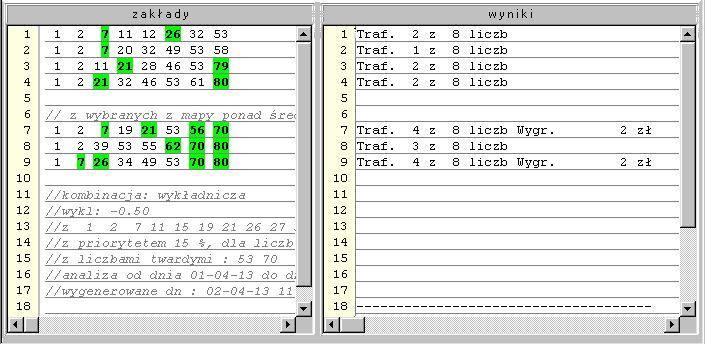 zakłady
1 1 2 7 11 12 26 32 53
2 1 2 7 20 32 49 53 58
3 1 2 11 21 28 46 53 79
4 1 2 21 32 46 53 61 80
5
6 // z wybranych z mapy ponad śred
7 1 2 7 19 21 53 56 70
8 1 2 39 53 55 62 70 80
9 1 7 26 34 49 53 70 80
10
11 //kombinacja: wykładnicza
12 //wykl: -0.50
13 //z 1 2 7 11 15 19 21 26 27
14 //z priorytetem 15 %, dla liczb
15 //z liczbami twardymi : 53 70
16 //analiza od dnia 01-04-13 do dn
17 //wygenerowane dn : 02-04-13 11
18
wyniki
1 Traf. 2 z 8 liczb
2 Traf. 1 z 8 liczb
3 Traf. 2 z 8 liczb
4 Traf. 2 z 8 liczb
5
6
7 Traf. 4 z 8 liczb Wygr. 2 zł
8 Traf. 3 z 8 liczb
9 Traf. 4 z 8 liczb Wygr. 2 zł
10
11
12
13
14
15
16
17
18 ----------------------------------------